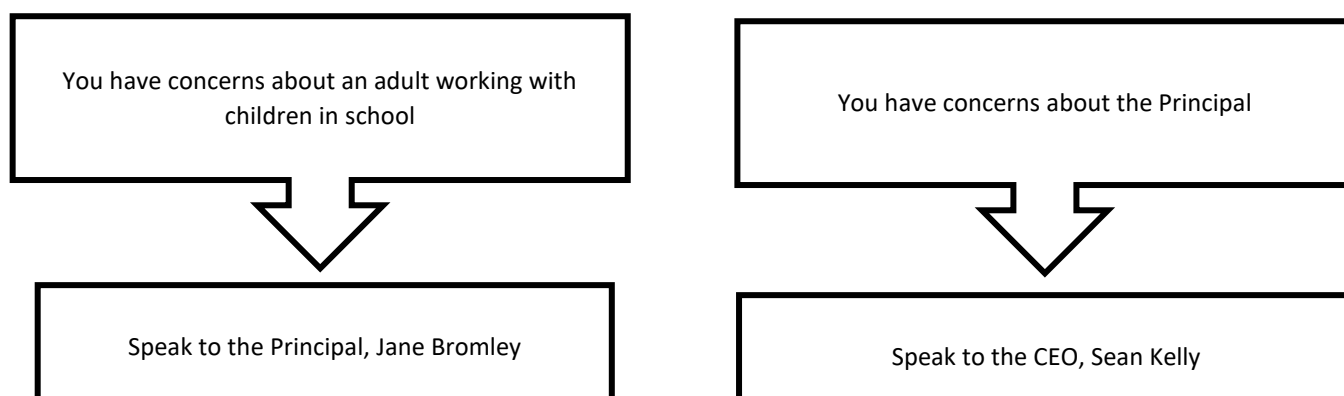 You have concerns about an adult working with
children in school
Speak to the Principal, Jane Bromley
You have concerns about the Principal
Speak to the CEO, Sean Kelly